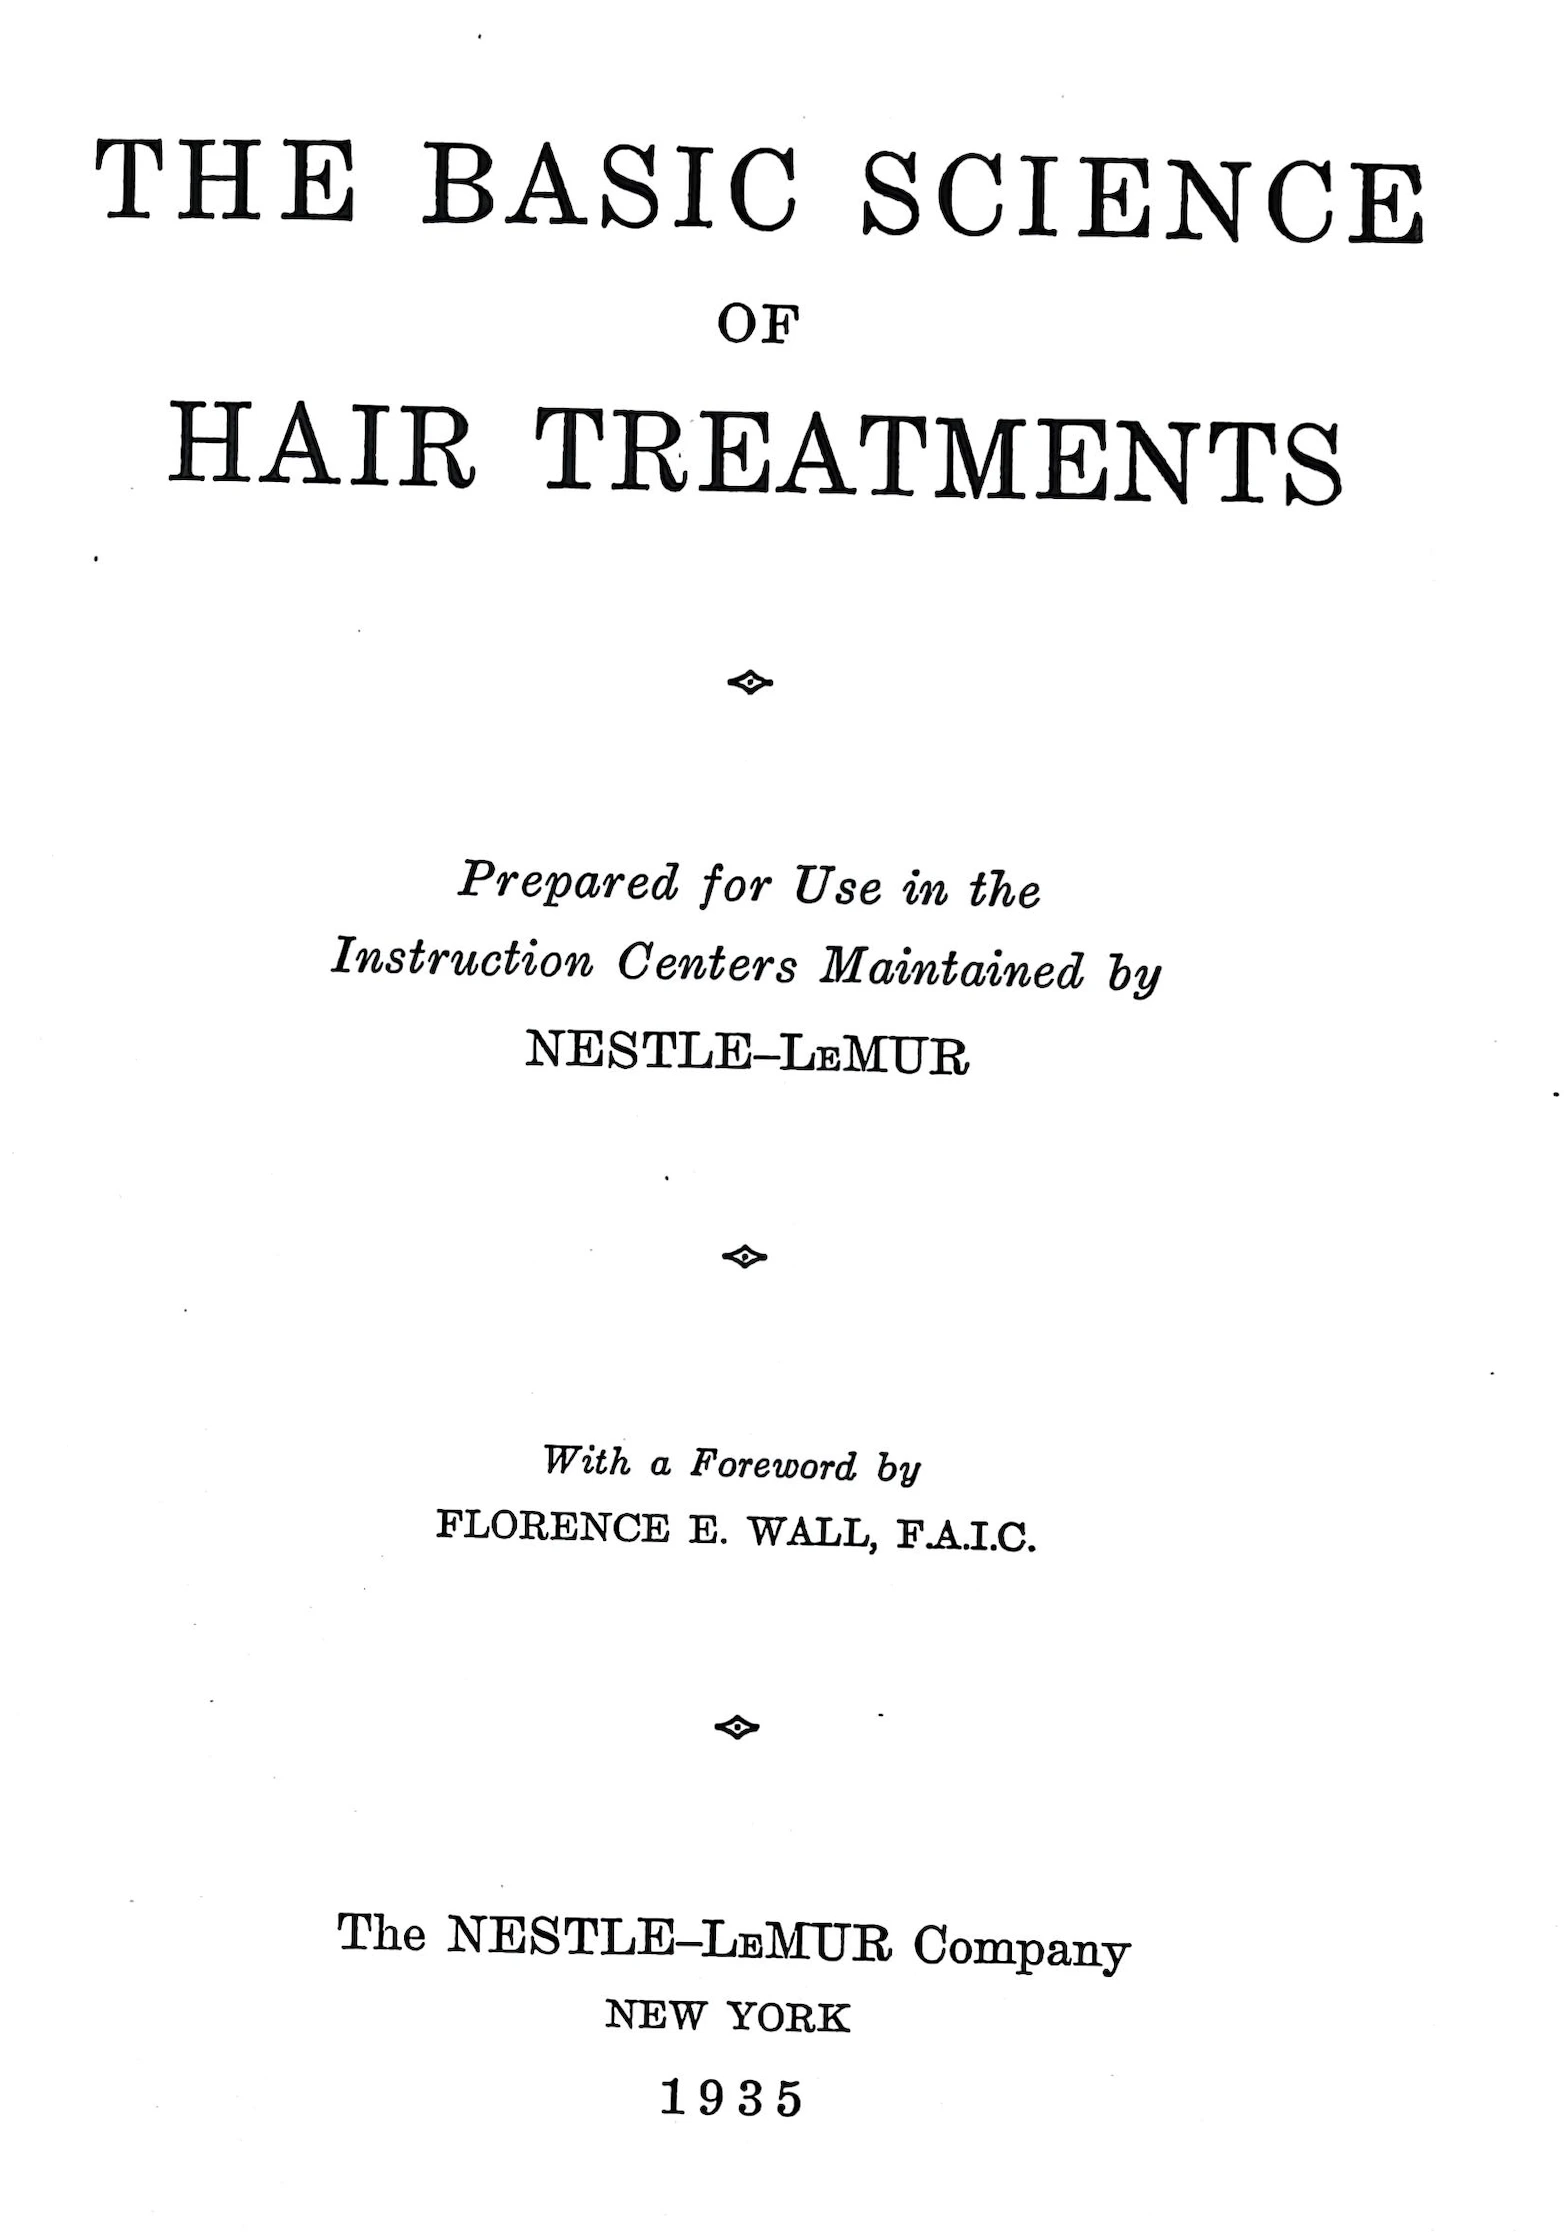 THE BASIC SCIENCE
OF
HAIR TREATMENTS
Prepared for Use in the
Instruction Centers Maintained by
NESTLE–LEMUR
With a Foreword by
FLORENCE E. WALL, F.A.I.C.
The NESTLE–LEMUR Company
NEW YORK
1935